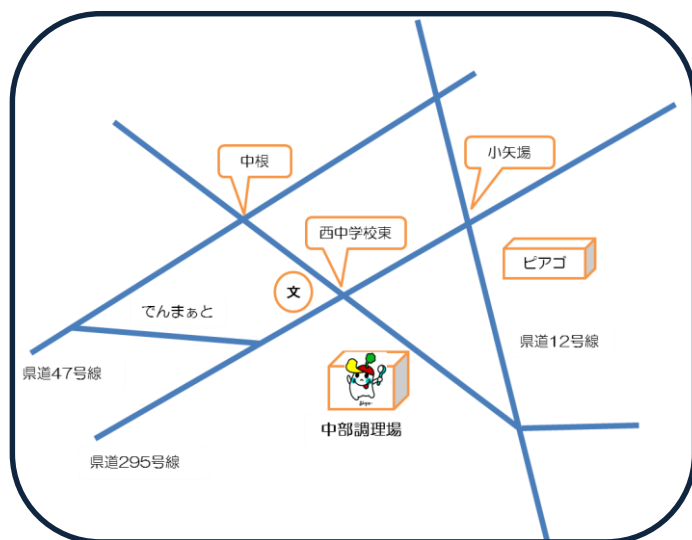 中根
小矢場
西中学校東
ピアゴ
文
でんまぁと
県道12号線
県道47号線
中部調理場
県道295号線